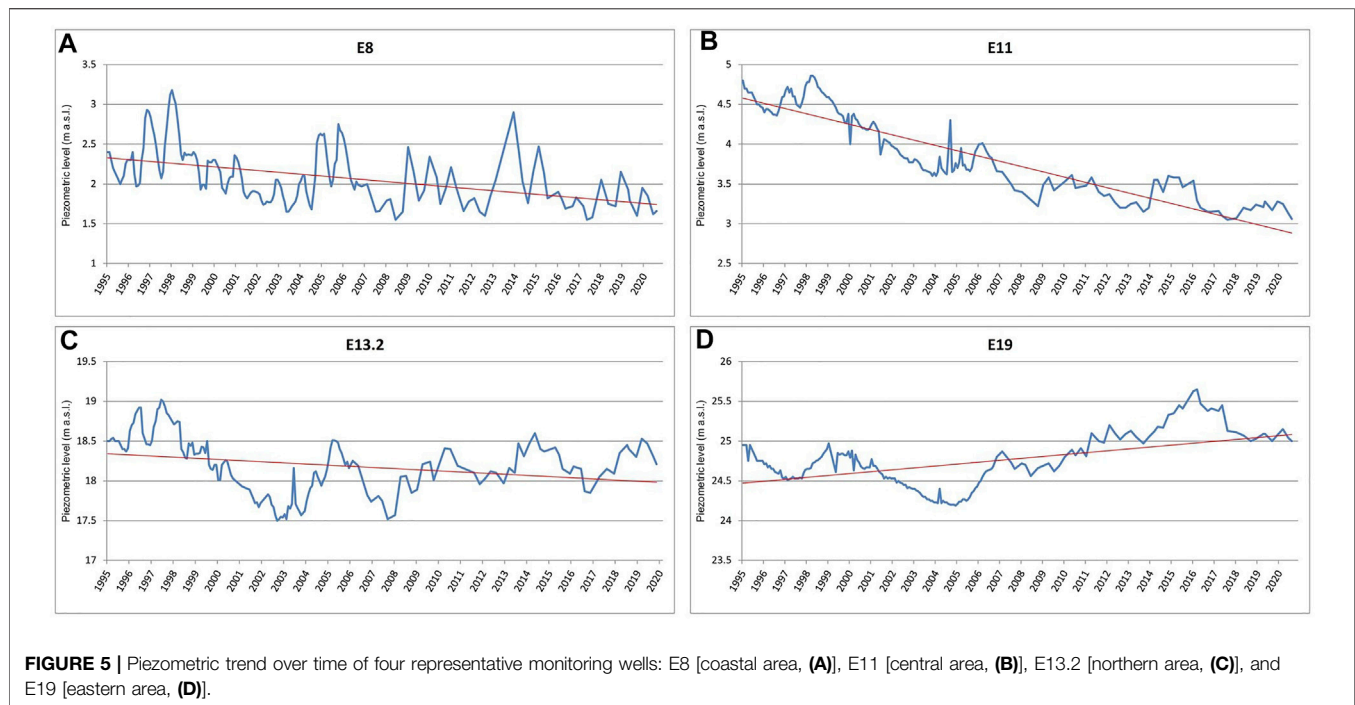 A
E8
Piezometric level (m a.s.l.)
3.5
3
2.5
2
1.5
1
1995 1996 1997 1998 1999 2000 2001 2002 2003 2004 2005 2006 2007 2008 2009 2010 2011 2012 2013 2014 2015 2016 2017 2018 2019 2020
B
E11
Piezometric level (m a.s.l.)
5
4.5
4
3.5
3
2.5
1995 1996 1997 1998 1999 2000 2001 2002 2003 2004 2005 2006 2007 2008 2009 2010 2011 2012 2013 2014 2015 2016 2017 2018 2019 2020
C
E13.2
Piezometric level (m a.s.l.)
19.5
19
18.5
18
17.5
17
1995 1996 1997 1998 1999 2000 2001 2002 2003 2004 2005 2006 2007 2008 2009 2010 2011 2012 2013 2014 2015 2016 2017 2018 2019 2020
D
E19
Piezometric level (m a.s.l.)
26
25.5
25
24.5
24
23.5
1995 1996 1997 1998 1999 2000 2001 2002 2003 2004 2005 2006 2007 2008 2009 2010 2011 2012 2013 2014 2015 2016 2017 2018 2019 2020
FIGURE 5 | Piezometric trend over time of four representative monitoring wells: E8 [coastal area, (A)], E11 [central area, (B)], E13.2 [northern area, (C)], and
E19 [eastern area, (D)].